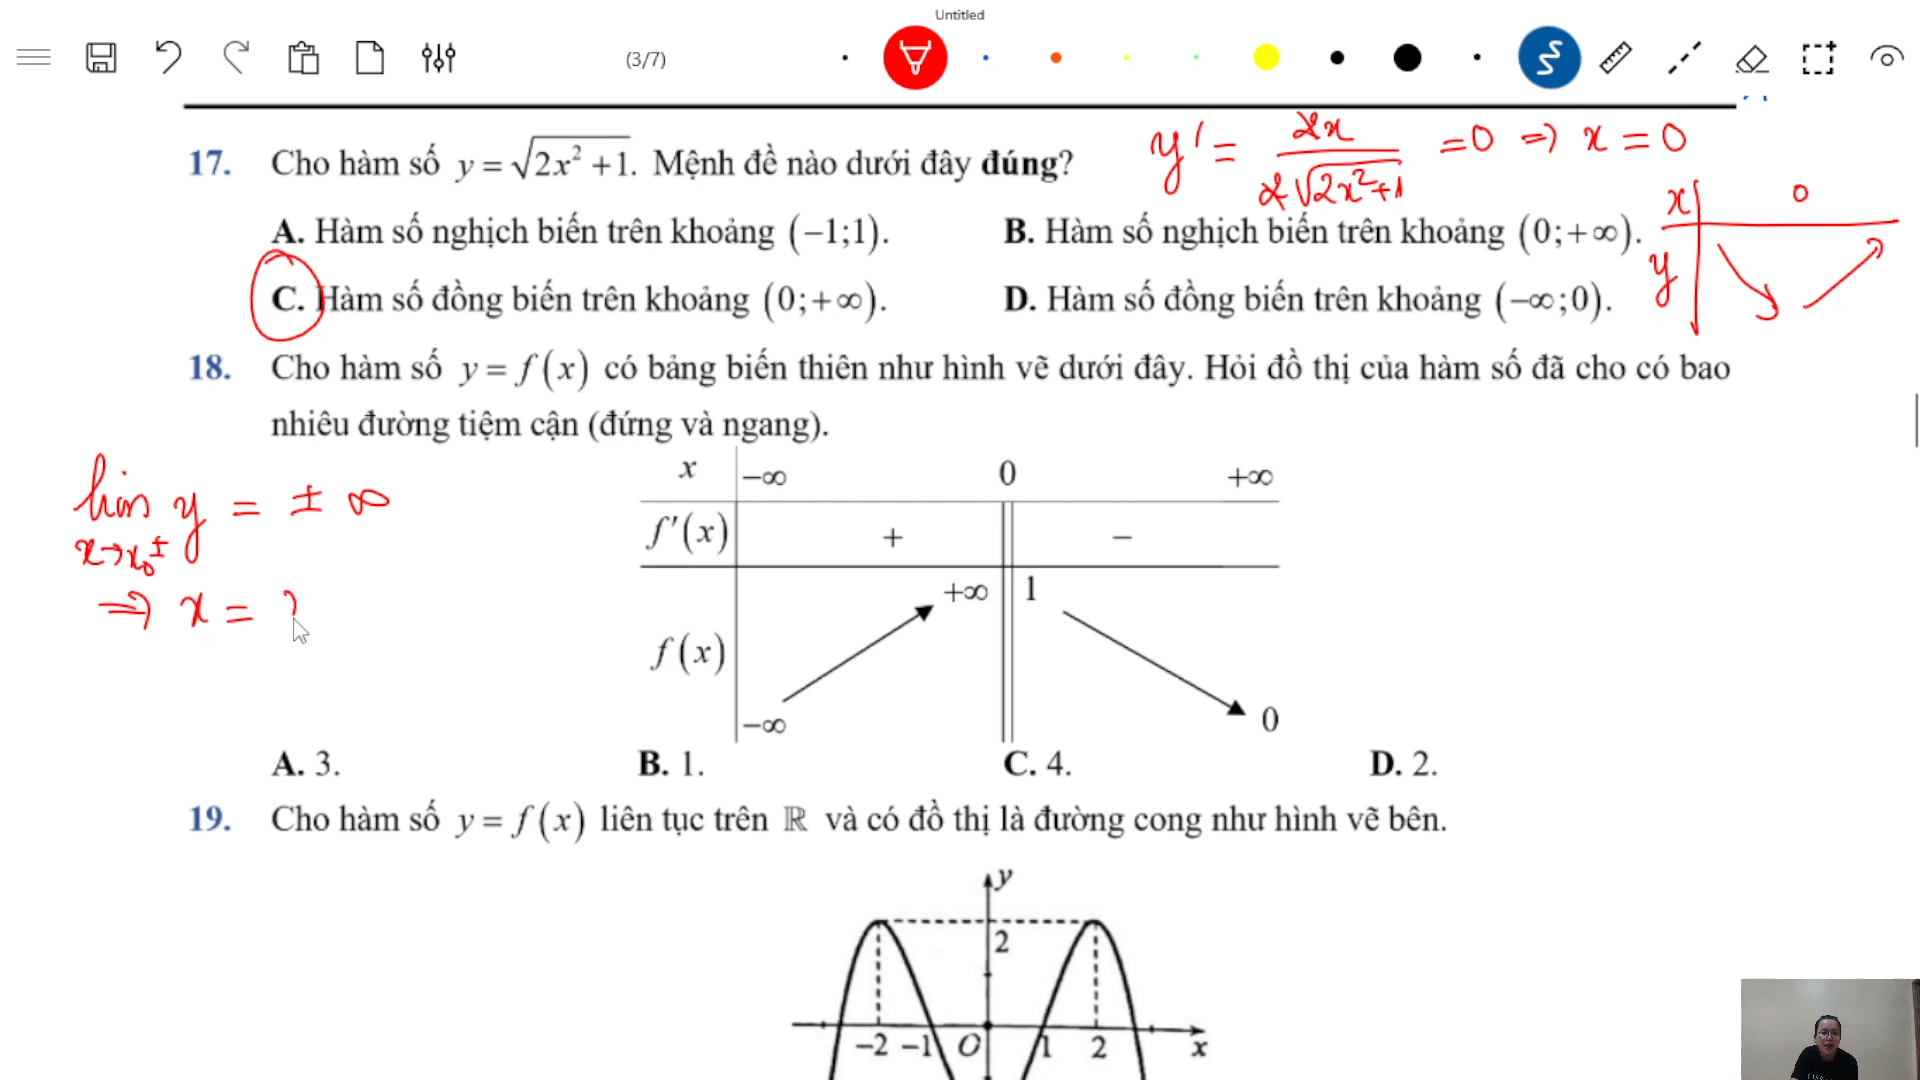 Untitled
(3/7)
17. Cho hàm số y = √(2x² + 1). Mệnh đề nào dưới đây đúng?
y' = 2x / 2√(2x²+1) = 0 ⇒ x = 0
A. Hàm số nghịch biến trên khoảng (−1;1).
B. Hàm số nghịch biến trên khoảng (0;+∞).
x 0
y
C. Hàm số đồng biến trên khoảng (0;+∞).
D. Hàm số đồng biến trên khoảng (−∞;0).
18. Cho hàm số y = f(x) có bảng biến thiên như hình vẽ dưới đây. Hỏi đồ thị của hàm số đã cho có bao
nhiêu đường tiệm cận (đứng và ngang).
lim y = ± ∞
x→x₀±
⇒ x = ?
x −∞ 0 +∞
f'(x) + −
+∞ 1
f(x)
−∞ 0
A. 3. B. 1. C. 4. D. 2.
19. Cho hàm số y = f(x) liên tục trên ℝ và có đồ thị là đường cong như hình vẽ bên.
y
2
−2 −1 O 1 2 x